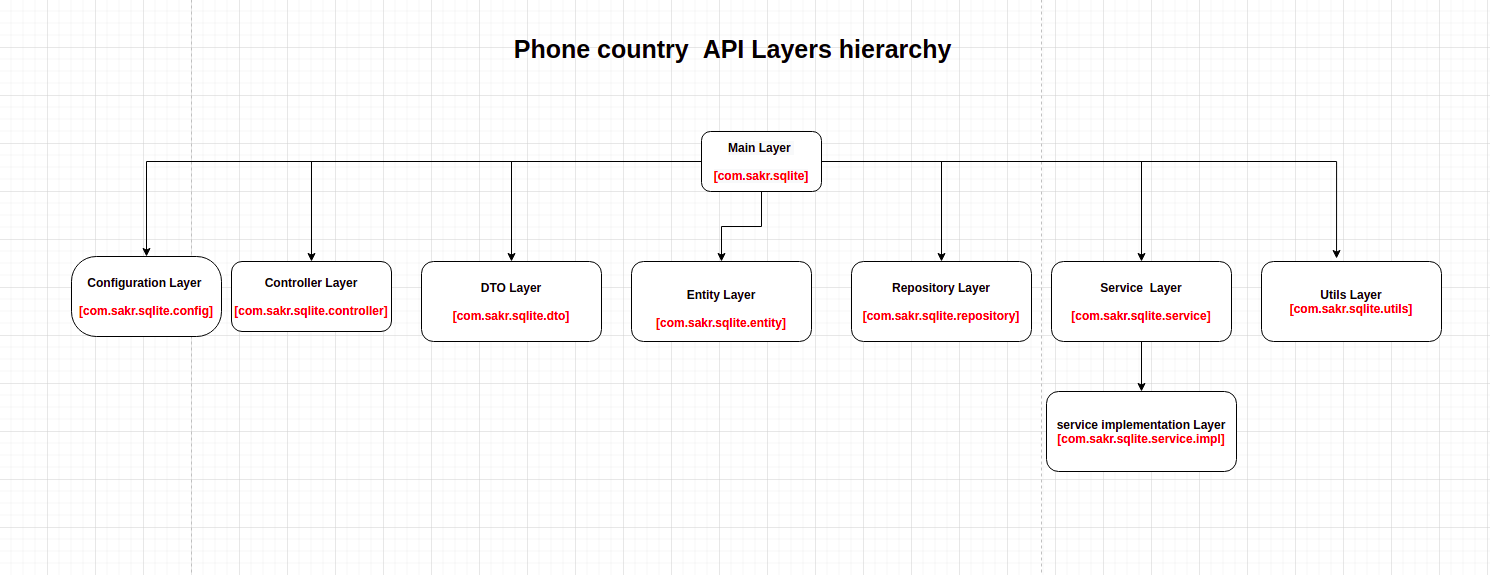 Phone country  API Layers hierarchy
Main Layer
[com.sakr.sqlite]
Configuration Layer
[com.sakr.sqlite.config]
Controller Layer
[com.sakr.sqlite.controller]
DTO Layer
[com.sakr.sqlite.dto]
Entity Layer
[com.sakr.sqlite.entity]
Repository Layer
[com.sakr.sqlite.repository]
Service  Layer
[com.sakr.sqlite.service]
Utils Layer
[com.sakr.sqlite.utils]
service implementation Layer
[com.sakr.sqlite.service.impl]